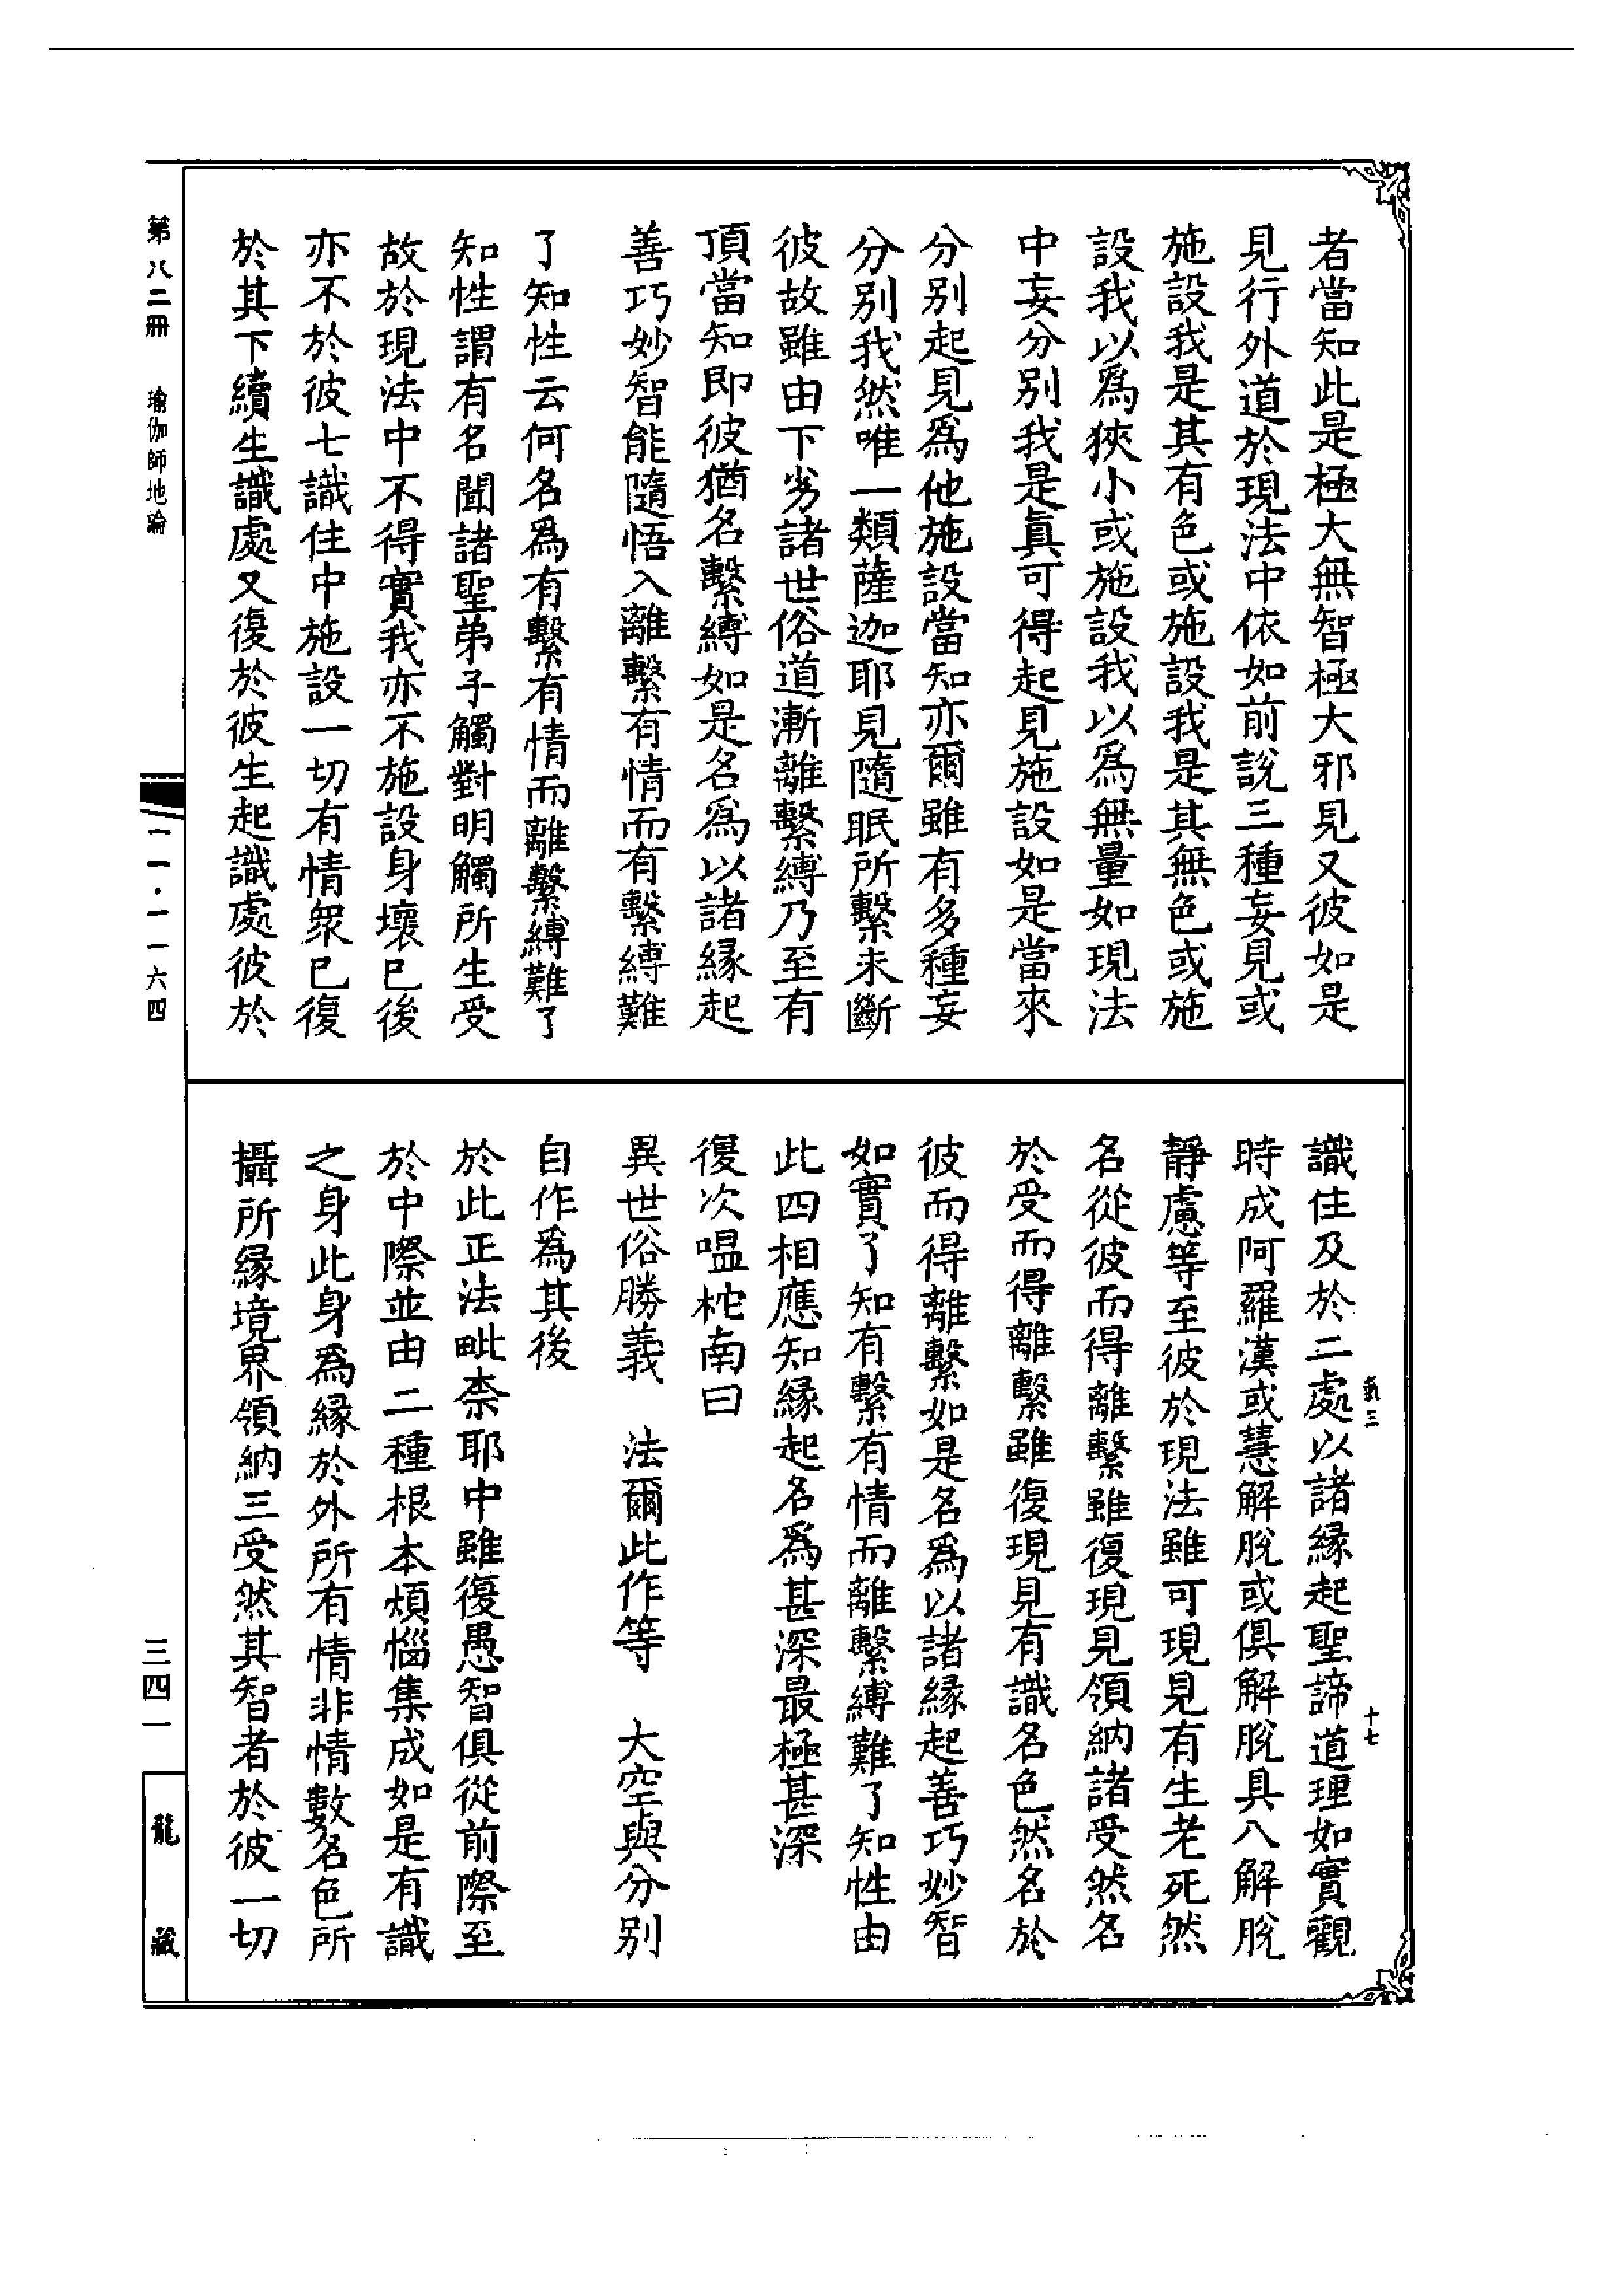 者當知此是極大無智極大邪見又彼如是
見行外道於現法中依如前說三種妄見或
施設我是其有色或施設我是其無色或施
設我以爲狹小或施設我以爲無量如現法
中妄分別我是真可得起見施設如是當來
分別起見爲他施設當知亦爾雖有多種妄
分別我然唯一類薩迦耶見隨眠所繫未斷
彼故雖由下劣諸世俗道漸離繫縛乃至有
頂當知即彼猶名繫縛如是名爲以諸緣起
善巧妙智能隨悟入離繫有情而有繫縛難
了知性云何名爲有繫有情而離繫縛難了
知性謂有名聞諸聖弟子觸對明觸所生受
故於現法中不得實我亦不施設身壞已後
亦不於彼七識住中施設一切有情衆已復
於其下續生識處又復於彼生起識處彼於
識住及於二處以諸緣起聖諦道理如實觀
時成阿羅漢或慧解脫或俱解脫具八解脫
靜慮等至彼於現法雖可現見有生老死然
名從彼而得離繫雖復現見領納諸受然名
於受而得離繫雖復現見有識名色然名於
彼而得離繫如是名爲以諸緣起善巧妙智
如實了知有繫有情而離繫縛難了知性由
此四相應知緣起名爲甚深最極甚深
復次嗢柁南曰
異世俗勝義　法爾此作等　大空與分別
自作爲其後
於此正法毗柰耶中雖復愚智俱從前際至
於中際並由二種根本煩惱集成如是有識
之身此身爲緣於外所有情非情數名色所
攝所緣境界領納三受然其智者於彼一切
氣三
十七
第八二冊　瑜伽師地論
一一·一一六四
三四一
龍藏